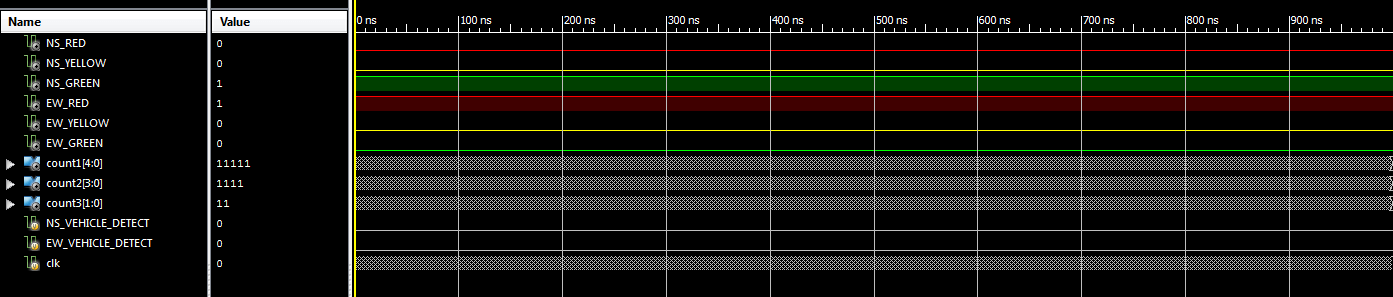 Name Value 0 ns 100 ns 200 ns 300 ns 400 ns 500 ns 600 ns 700 ns 800 ns 900 ns
NS_RED 0
NS_YELLOW 0
NS_GREEN 1
EW_RED 1
EW_YELLOW 0
EW_GREEN 0
count1[4:0] 11111
count2[3:0] 1111
count3[1:0] 11
NS_VEHICLE_DETECT 0
EW_VEHICLE_DETECT 0
clk 0